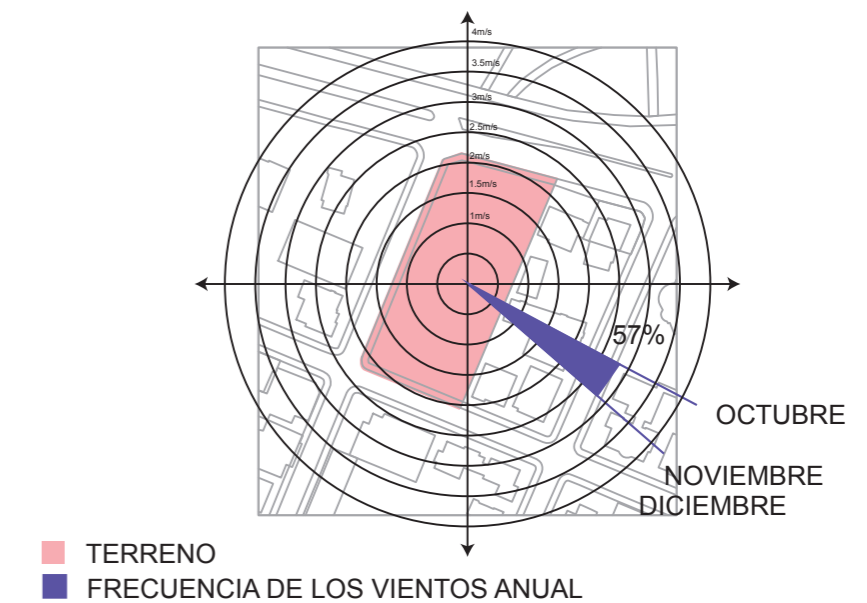 4m/s
3.5m/s
3m/s
2.5m/s
2m/s
1.5m/s
1m/s
57%
OCTUBRE
NOVIEMBRE
DICIEMBRE
TERRENO
FRECUENCIA DE LOS VIENTOS ANUAL